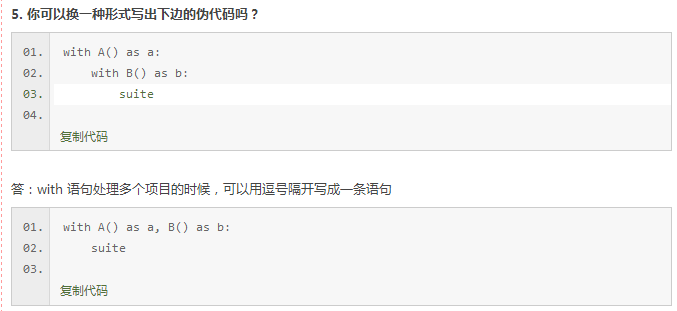 5. 你可以换一种形式写出下边的伪代码吗？
01. with A() as a:
02.     with B() as b:
03.         suite
04.
复制代码
答：with 语句处理多个项目的时候，可以用逗号隔开写成一条语句
01. with A() as a, B() as b:
02.     suite
03.
复制代码